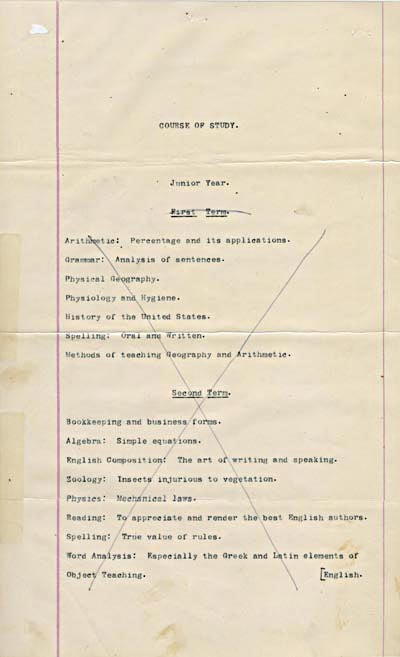 COURSE OF STUDY.
Junior Year.
First Term.
Arithmetic: Percentage and its applications.
Grammar: Analysis of sentences.
Physical Geography.
Physiology and Hygiene.
History of the United States.
Spelling: Oral and Written.
Methods of teaching Geography and Arithmetic.
Second Term.
Bookkeeping and business forms.
Algebra: Simple equations.
English Composition: The art of writing and speaking.
Zoology: Insects injurious to vegetation.
Physics: Mechanical laws.
Reading: To appreciate and render the best English authors.
Spelling: True value of rules.
Word Analysis: Especially the Greek and Latin elements of
Object Teaching. [English.